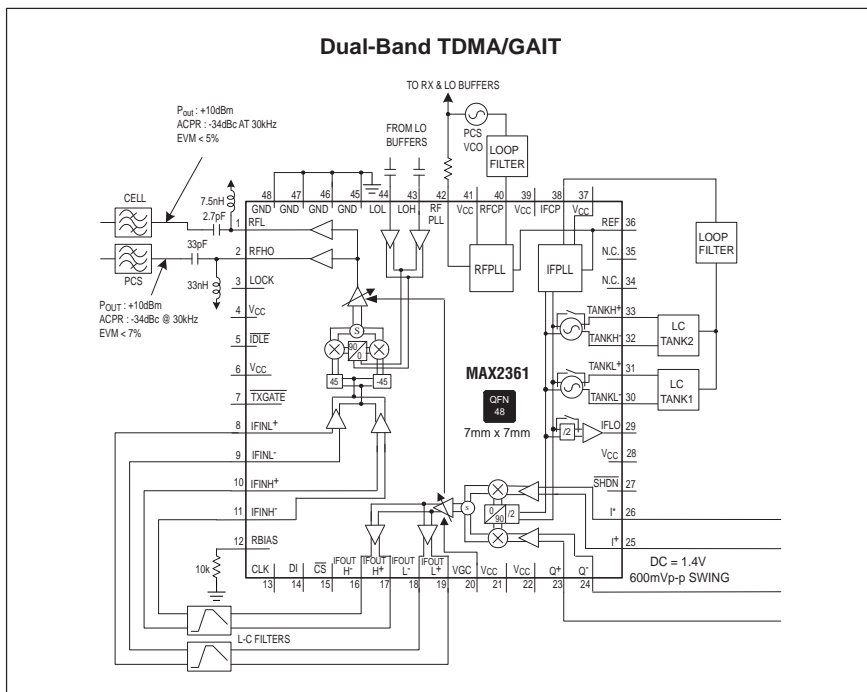 Dual-Band TDMA/GAIT
TO RX & LO BUFFERS
Pout : +10dBm
ACPR : -34dBc AT 30kHz
EVM < 5%
FROM LO
BUFFERS
PCS
VCO
LOOP
FILTER
CELL
7.5nH
2.7pF
48 47 46 45 44 43 42 41 40 39 38 37
GND GND GND GND LOL LOH RF PLL VCC RFCP VCC IFCP VCC
1 RFL
33pF
2 RFHO
PCS
33nH
3 LOCK
POUT : +10dBm
ACPR : -34dBc @ 30kHz
EVM < 7%
4 VCC
5 IDLE
6 VCC
7 TXGATE
8 IFINL+
9 IFINL-
10 IFINH+
11 IFINH-
12 RBIAS
10k
S
90
0
45 -45
RFPLL
IFPLL
REF 36
N.C. 35
N.C. 34
LOOP
FILTER
TANKH+ 33
TANKH- 32
LC
TANK2
TANKL+ 31
TANKL- 30
LC
TANK1
MAX2361
QFN
48
7mm x 7mm
/2
IFLO 29
VCC 28
SHDN 27
I- 26
I+ 25
S
0
90
/2
DC = 1.4V
600mVp-p SWING
CLK DI CS IFOUT H- IFOUT H+ IFOUT L- IFOUT L+ VGC VCC VCC Q+ Q-
13 14 15 16 17 18 19 20 21 22 23 24
L-C FILTERS